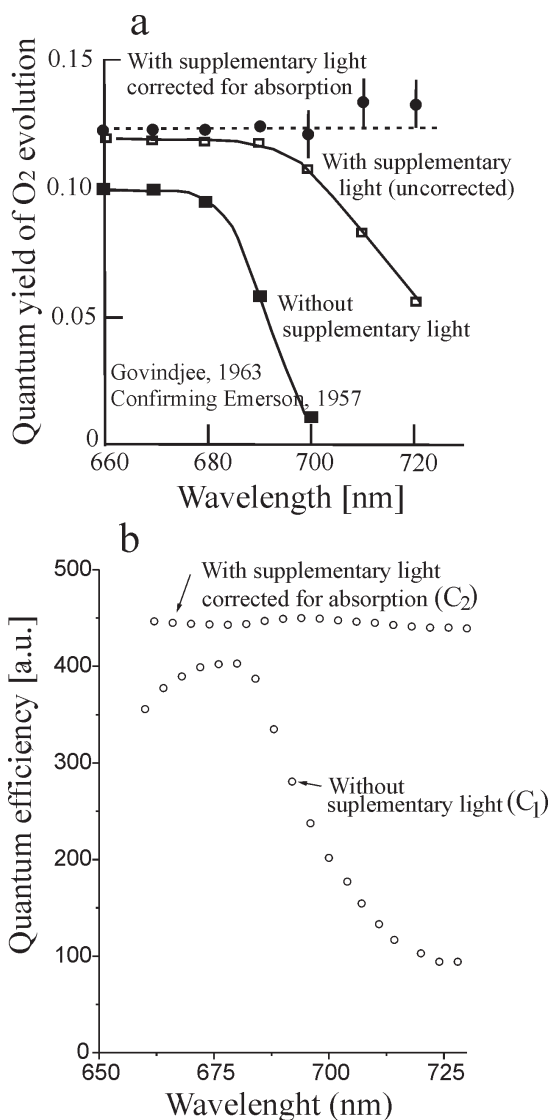 a
0.15
With supplementary light
corrected for absorption
With supplementary
light (uncorrected)
0.10
Without
supplementary light
0.05
Govindjee, 1963
Confirming Emerson, 1957
0
660 680 700 720
Quantum yield of O2 evolution
Wavelength [nm]
b
500
With supplementary light
corrected for absorption (C2)
400
300
Without
suplementary light (C1)
200
100
0
650 675 700 725
Quantum efficiency [a.u.]
Wavelenght (nm)